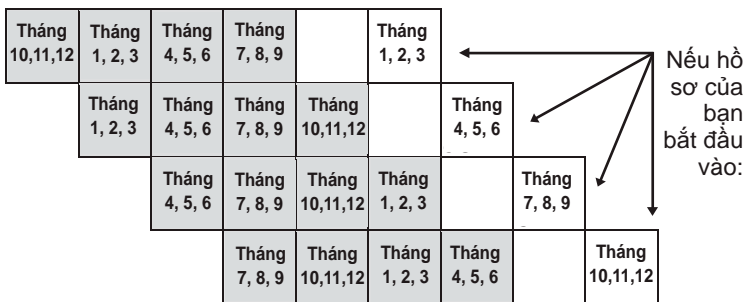 Tháng Tháng Tháng Tháng Tháng
10,11,12 1, 2, 3 4, 5, 6 7, 8, 9 1, 2, 3
Tháng Tháng Tháng Tháng Tháng
1, 2, 3 4, 5, 6 7, 8, 9 10,11,12 4, 5, 6
Tháng Tháng Tháng Tháng Tháng
4, 5, 6 7, 8, 9 10,11,12 1, 2, 3 7, 8, 9
Tháng Tháng Tháng Tháng Tháng
7, 8, 9 10,11,12 1, 2, 3 4, 5, 6 10,11,12
Nếu hồ
sơ của
bạn
bắt đầu
vào: